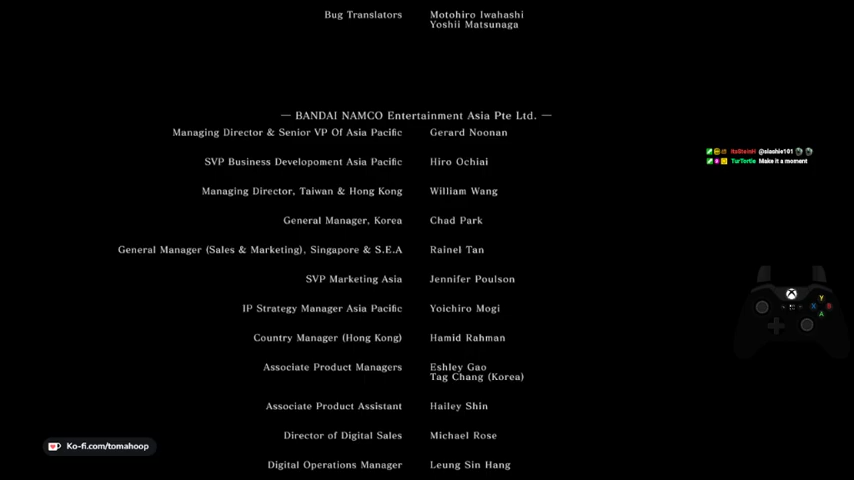 Bug Translators Motohiro Iwahashi
Yoshii Matsunaga
— BANDAI NAMCO Entertainment Asia Pte Ltd. —
Managing Director & Senior VP Of Asia Pacific Gerard Noonan
SVP Business Developoment Asia Pacific Hiro Ochiai
ItsSteinH @slashie101
TurTortle Make it a moment
Managing Director, Taiwan & Hong Kong William Wang
General Manager, Korea Chad Park
General Manager (Sales & Marketing), Singapore & S.E.A Rainel Tan
SVP Marketing Asia Jennifer Poulson
IP Strategy Manager Asia Pacific Yoichiro Mogi
Country Manager (Hong Kong) Hamid Rahman
Associate Product Managers Eshley Gao
Tag Chang (Korea)
Associate Product Assistant Hailey Shin
Director of Digital Sales Michael Rose
Ko-fi.com/tomahoop
Digital Operations Manager Leung Sin Hang
Y
X B
A